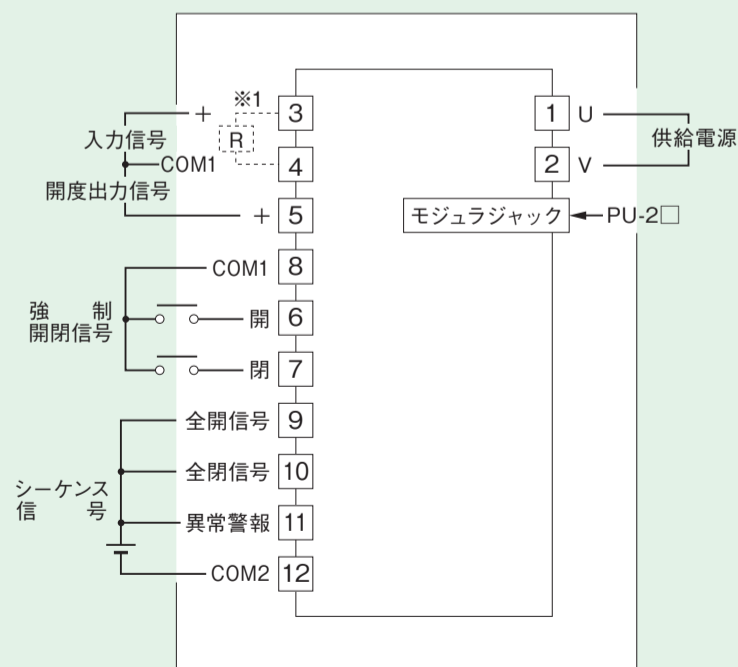 ※1
+ 3
入力信号
R
COM1 4
開度出力信号
+ 5
1 U
供給電源
2 V
モジュラジャック PU-2□
COM1 8
強 制
開閉信号
開 6
閉 7
全開信号 9
全閉信号 10
シーケンス
信 号
異常警報 11
COM2 12